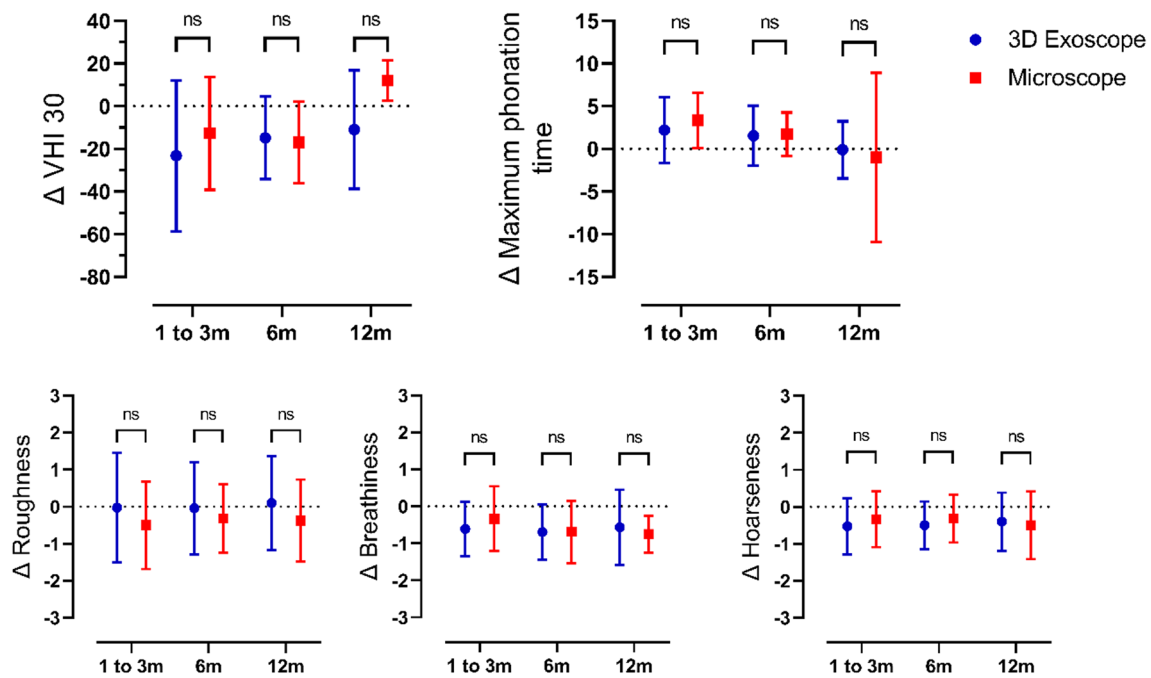 ns ns ns
40
20
0
-20
-40
-60
-80
Δ VHI 30
1 to 3m 6m 12m
ns ns ns
15
10
5
0
-5
-10
-15
Δ Maximum phonation
time
1 to 3m 6m 12m
3D Exoscope
Microscope
ns ns ns
3
2
1
0
-1
-2
-3
Δ Roughness
1 to 3m 6m 12m
ns ns ns
3
2
1
0
-1
-2
-3
Δ Breathiness
1 to 3m 6m 12m
ns ns ns
3
2
1
0
-1
-2
-3
Δ Hoarseness
1 to 3m 6m 12m